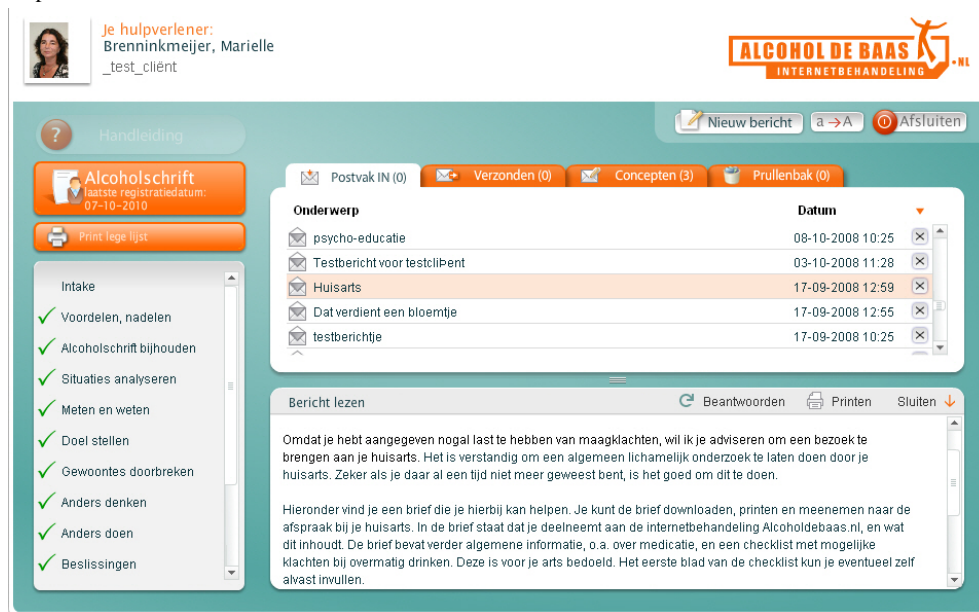 Je hulpverlener:
Brenninkmeijer, Marielle
_test_cliënt
ALCOHOL DE BAAS .NL
INTERNETBEHANDELING
? Handleiding
Nieuw bericht a→A Afsluiten
Alcoholschrift
laatste registratiedatum:
07-10-2010
Print lege lijst
Postvak IN (0) Verzonden (0) Concepten (3) Prullenbak (0)
Onderwerp Datum
psycho-educatie 08-10-2008 10:25
Testbericht voor testcliÞent 03-10-2008 11:28
Huisarts 17-09-2008 12:59
Dat verdient een bloemtje 17-09-2008 12:55
testberichtje 17-09-2008 10:25
Intake
Voordelen, nadelen
Alcoholschrift bijhouden
Situaties analyseren
Meten en weten
Doel stellen
Gewoontes doorbreken
Anders denken
Anders doen
Beslissingen
Bericht lezen Beantwoorden Printen Sluiten
Omdat je hebt aangegeven nogal last te hebben van maagklachten, wil ik je adviseren om een bezoek te
brengen aan je huisarts. Het is verstandig om een algemeen lichamelijk onderzoek te laten doen door je
huisarts. Zeker als je daar al een tijd niet meer geweest bent, is het goed om dit te doen.
Hieronder vind je een brief die je hierbij kan helpen. Je kunt de brief downloaden, printen en meenemen naar de
afspraak bij je huisarts. In de brief staat dat je deelneemt aan de internetbehandeling Alcoholdebaas.nl, en wat
dit inhoudt. De brief bevat verder algemene informatie, o.a. over medicatie, en een checklist met mogelijke
klachten bij overmatig drinken. Deze is voor je arts bedoeld. Het eerste blad van de checklist kun je eventueel zelf
alvast invullen.